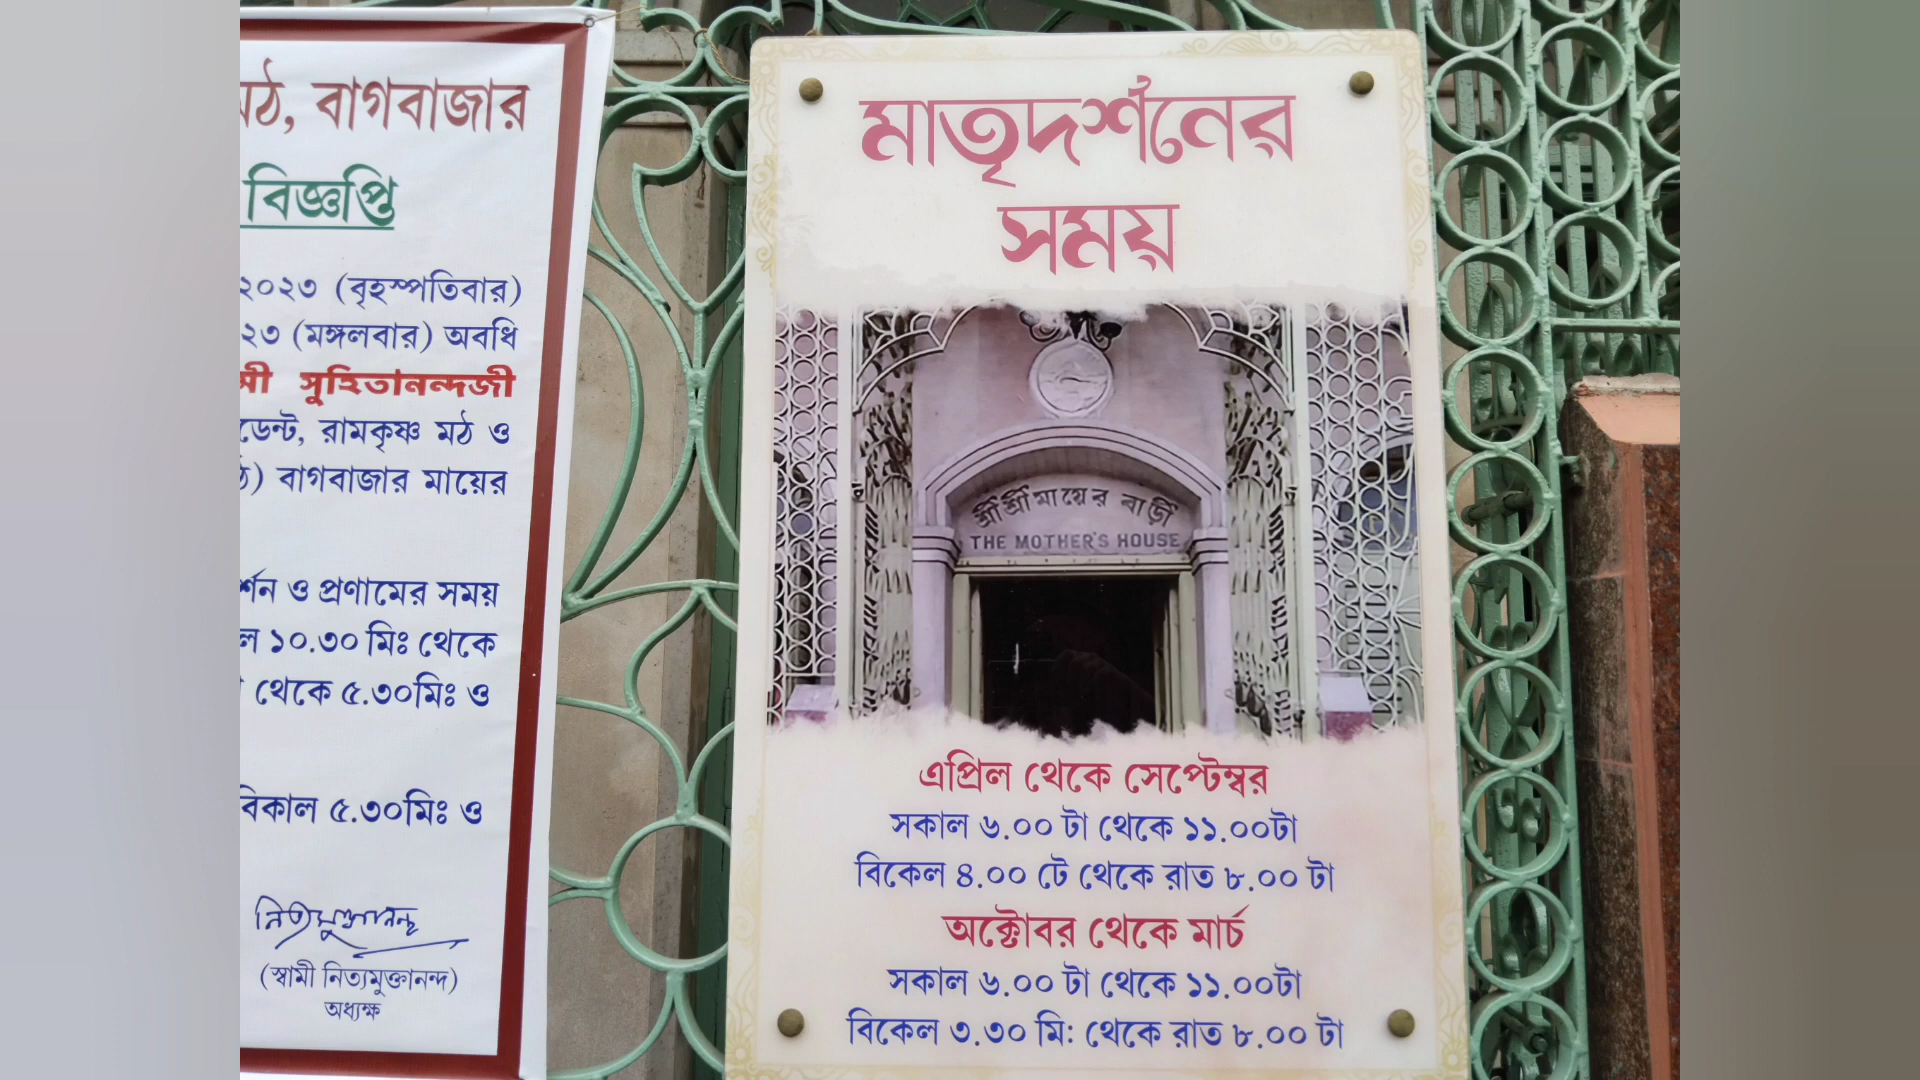 মঠ, বাগবাজার
বিজ্ঞপ্তি
২০২৩ (বৃহস্পতিবার)
২৩ (মঙ্গলবার) অবধি
সুহিতানন্দজী
রামকৃষ্ণ মঠ ও
বাগবাজার মায়ের
ও প্রণামের সময়
১০.৩০ মিঃ থেকে
থেকে ৫.৩০মিঃ ও
বিকাল ৫.৩০মিঃ ও
(স্বামী নিত্যমুক্তানন্দ)
অধ্যক্ষ
মাতৃদর্শনের
সময়
শ্রীশ্রীমায়ের বাড়ী
THE MOTHER'S HOUSE
এপ্রিল থেকে সেপ্টেম্বর
সকাল ৬.০০ টা থেকে ১১.০০টা
বিকেল ৪.০০ টে থেকে রাত ৮.০০ টা
অক্টোবর থেকে মার্চ
সকাল ৬.০০ টা থেকে ১১.০০টা
বিকেল ৩.৩০ মি: থেকে রাত ৮.০০ টা